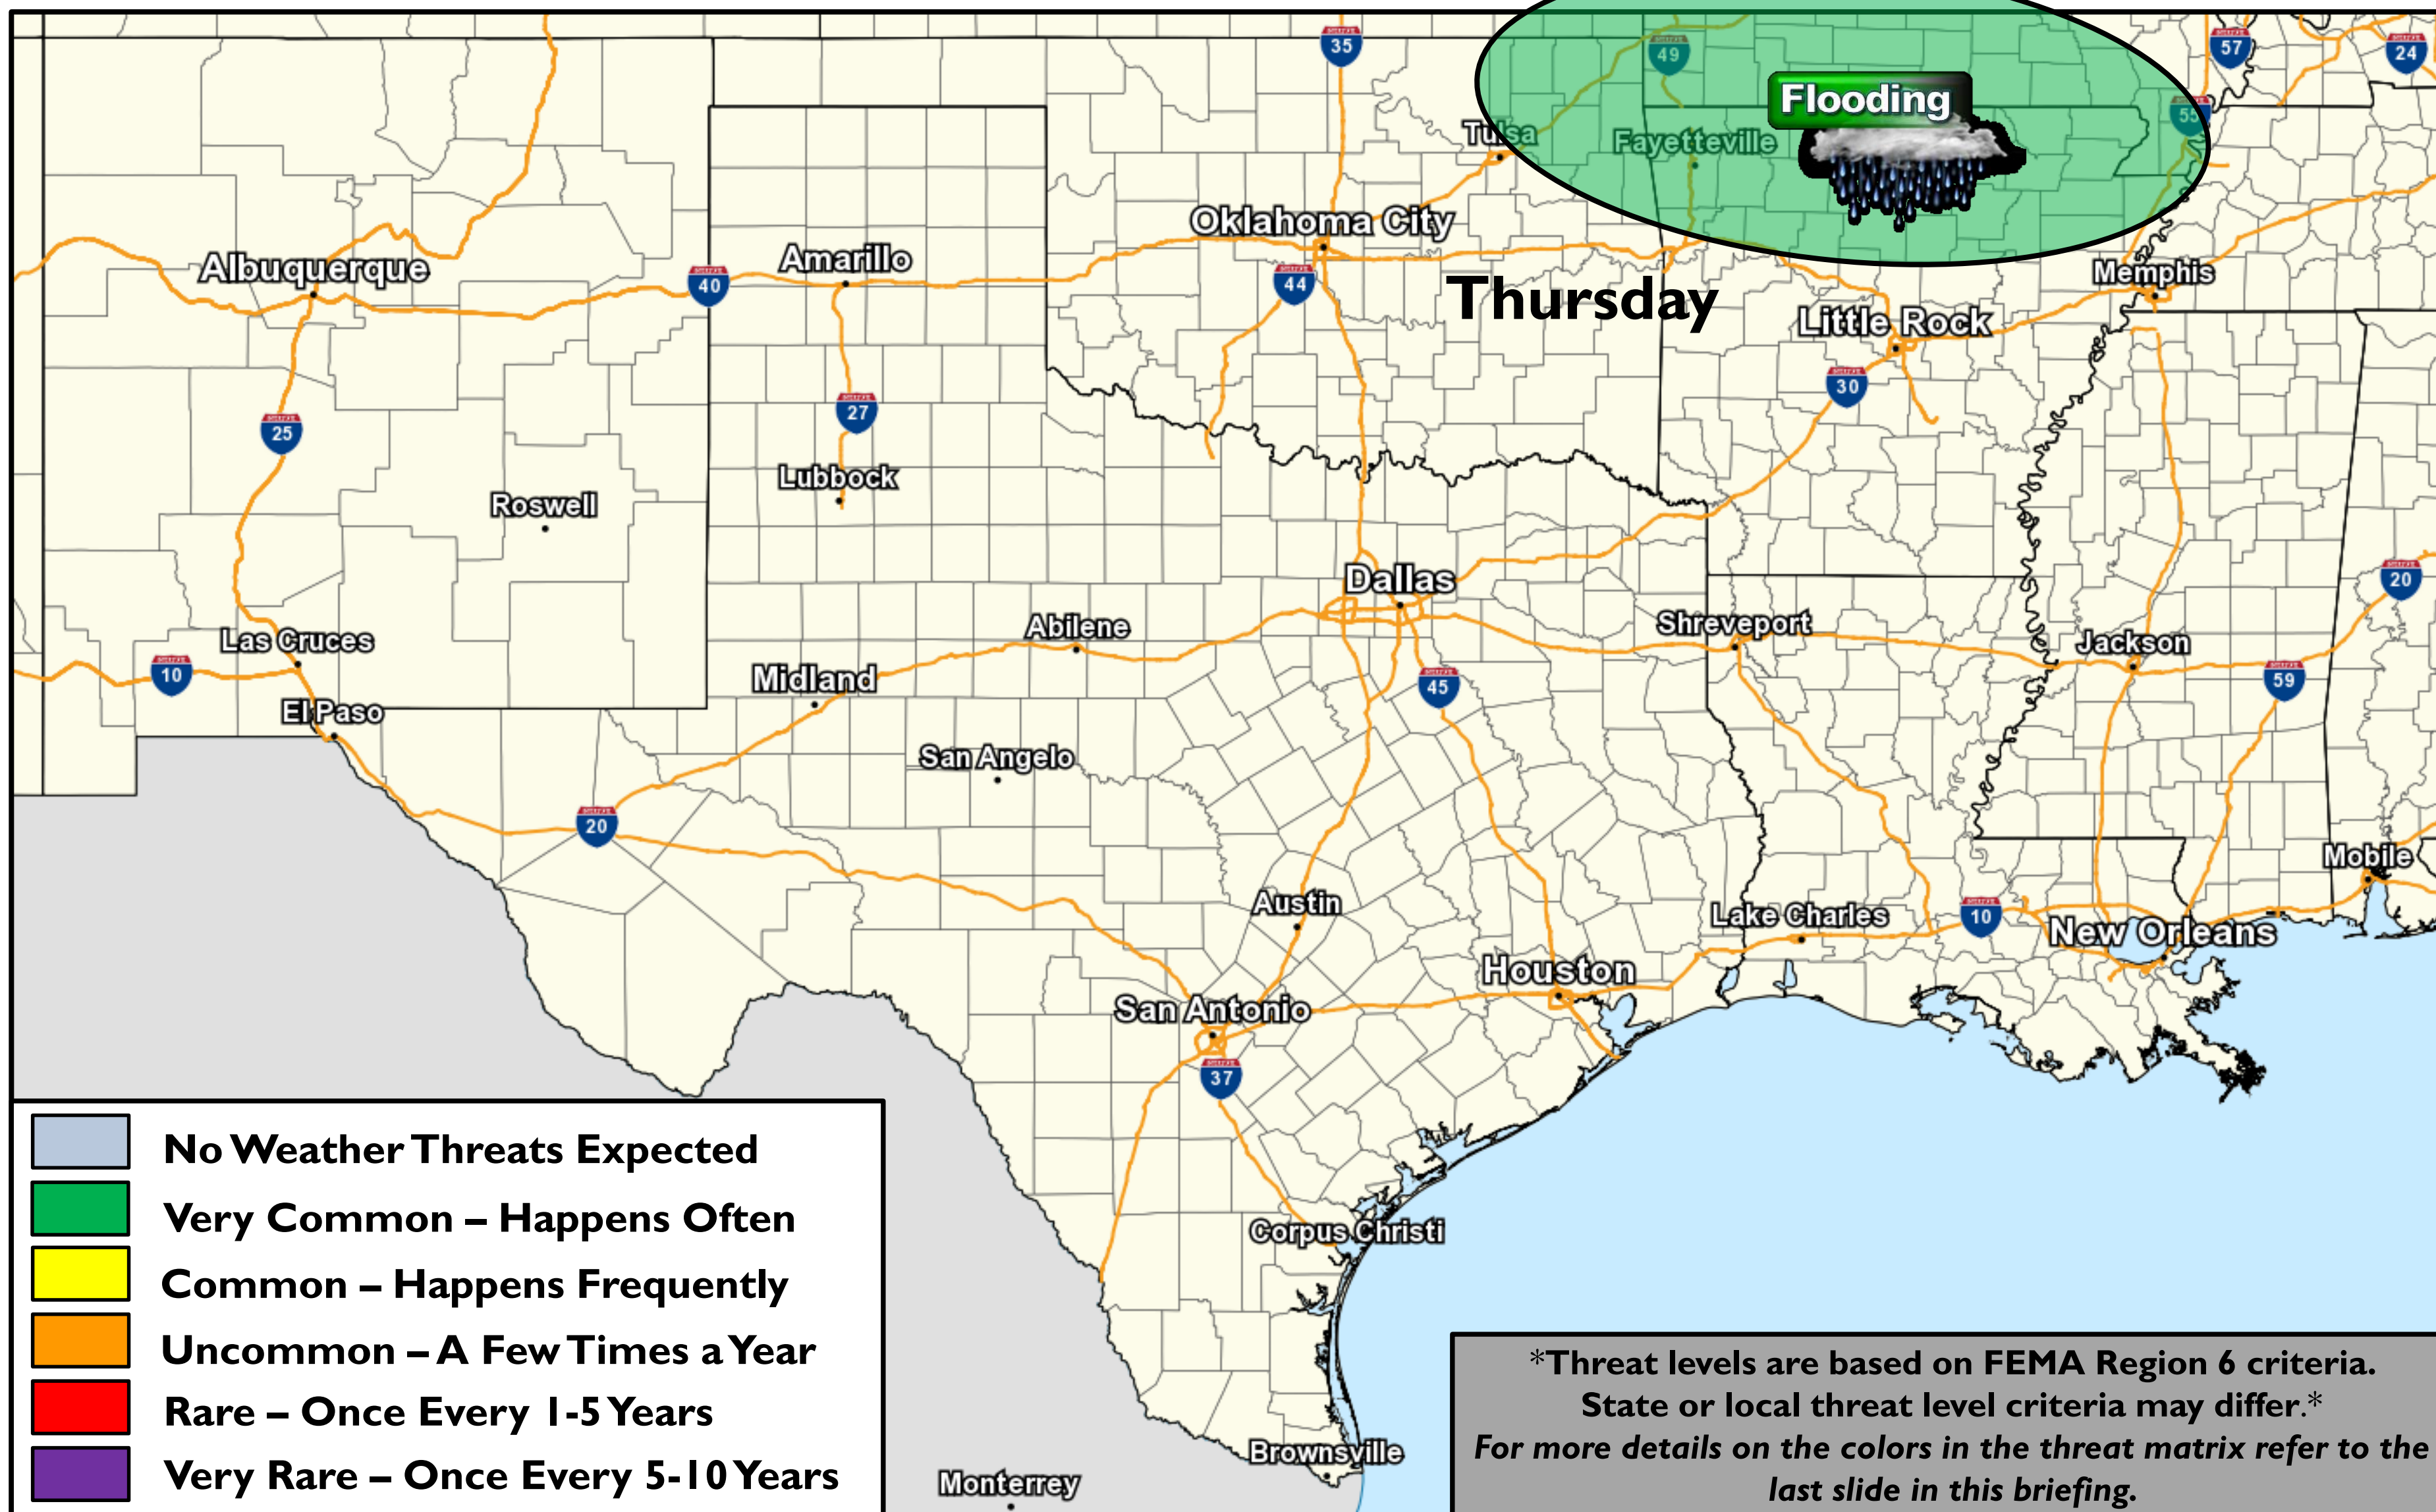 35
49
57
24
Flooding
55
Tulsa
Fayetteville
Oklahoma City
Albuquerque
Amarillo
40
44
Thursday
Memphis
Little Rock
30
25
27
Lubbock
Roswell
Dallas
20
Las Cruces
Abilene
Shreveport
Jackson
10
Midland
45
59
El Paso
San Angelo
20
Mobile
Austin
Lake Charles
10
New Orleans
Houston
San Antonio
37
No Weather Threats Expected
Very Common – Happens Often
Common – Happens Frequently
Uncommon – A Few Times a Year
Rare – Once Every 1-5 Years
Very Rare – Once Every 5-10 Years
Corpus Christi
Brownsville
Monterrey
*Threat levels are based on FEMA Region 6 criteria.
State or local threat level criteria may differ.*
For more details on the colors in the threat matrix refer to the
last slide in this briefing.